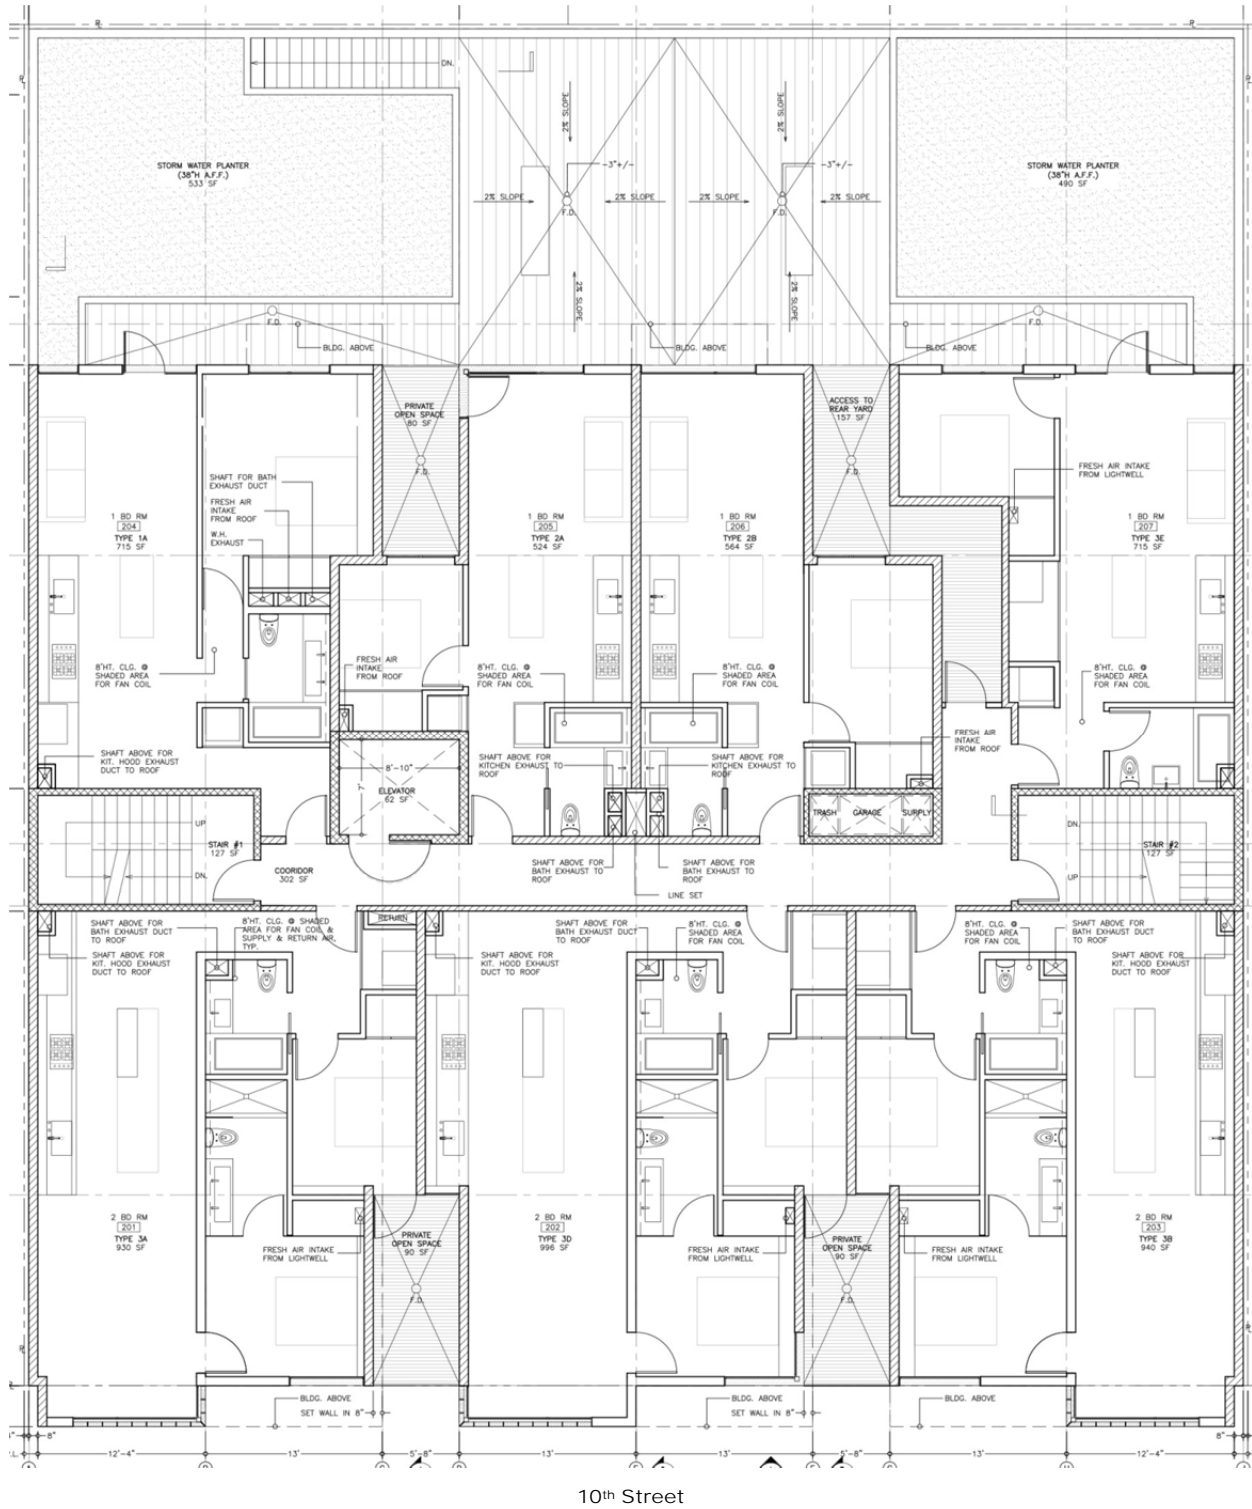 DN.
2% SLOPE
2% SLOPE
STORM WATER PLANTER
(38"H A.F.F.)
533 SF
-3"+/-
-3"+/-
STORM WATER PLANTER
(38"H A.F.F.)
490 SF
2% SLOPE
2% SLOPE
2% SLOPE
2% SLOPE
F.D.
F.D.
2% SLOPE
2% SLOPE
F.D.
F.D.
BLDG. ABOVE
BLDG. ABOVE
BLDG. ABOVE
PRIVATE
OPEN SPACE
80 SF
F.D.
ACCESS TO
REAR YARD
157 SF
F.D.
SHAFT FOR BATH
EXHAUST DUCT
FRESH AIR
INTAKE
FROM ROOF
W.H.
EXHAUST
FRESH AIR INTAKE
FROM LIGHTWELL
1 BD RM
204
TYPE 1A
715 SF
1 BD RM
205
TYPE 2A
524 SF
1 BD RM
206
TYPE 2B
564 SF
1 BD RM
207
TYPE 3E
715 SF
8'HT. CLG. @
SHADED AREA
FOR FAN COIL
FRESH AIR
INTAKE
FROM ROOF
8'HT. CLG. @
SHADED AREA
FOR FAN COIL
8'HT. CLG. @
SHADED AREA
FOR FAN COIL
8'HT. CLG. @
SHADED AREA
FOR FAN COIL
SHAFT ABOVE FOR
KIT. HOOD EXHAUST
DUCT TO ROOF
8'-10"
7'
ELEVATOR
62 SF
SHAFT ABOVE FOR
KITCHEN EXHAUST TO
ROOF
SHAFT ABOVE FOR
KITCHEN EXHAUST TO
ROOF
FRESH AIR
INTAKE
FROM ROOF
TRASH
GARAGE
SUPPLY
UP
STAIR #1
127 SF
DN.
COORIDOR
302 SF
SHAFT ABOVE FOR
BATH EXHAUST TO
ROOF
SHAFT ABOVE FOR
BATH EXHAUST TO
ROOF
LINE SET
DN.
STAIR #2
127 SF
UP
SHAFT ABOVE FOR
BATH EXHAUST DUCT
TO ROOF
8'HT. CLG. @ SHADED
AREA FOR FAN COIL &
SUPPLY & RETURN AIR,
TYP.
RETURN
SHAFT ABOVE FOR
BATH EXHAUST DUCT
TO ROOF
8'HT. CLG. @
SHADED AREA
FOR FAN COIL
8'HT. CLG. @
SHADED AREA
FOR FAN COIL
SHAFT ABOVE FOR
BATH EXHAUST DUCT
TO ROOF
SHAFT ABOVE FOR
KIT. HOOD EXHAUST
DUCT TO ROOF
SHAFT ABOVE FOR
KIT. HOOD EXHAUST
DUCT TO ROOF
SHAFT ABOVE FOR
KIT. HOOD EXHAUST
DUCT TO ROOF
2 BD RM
201
TYPE 3A
930 SF
FRESH AIR INTAKE
FROM LIGHTWELL
PRIVATE
OPEN SPACE
90 SF
F.D.
2 BD RM
202
TYPE 3D
996 SF
FRESH AIR INTAKE
FROM LIGHTWELL
PRIVATE
OPEN SPACE
90 SF
F.D.
FRESH AIR INTAKE
FROM LIGHTWELL
2 BD RM
203
TYPE 3B
940 SF
BLDG. ABOVE
SET WALL IN 8"
BLDG. ABOVE
SET WALL IN 8"
BLDG. ABOVE
8"
8"
12'-4"
13'
5'-8"
13'
13'
5'-8"
13'
12'-4"
10th Street